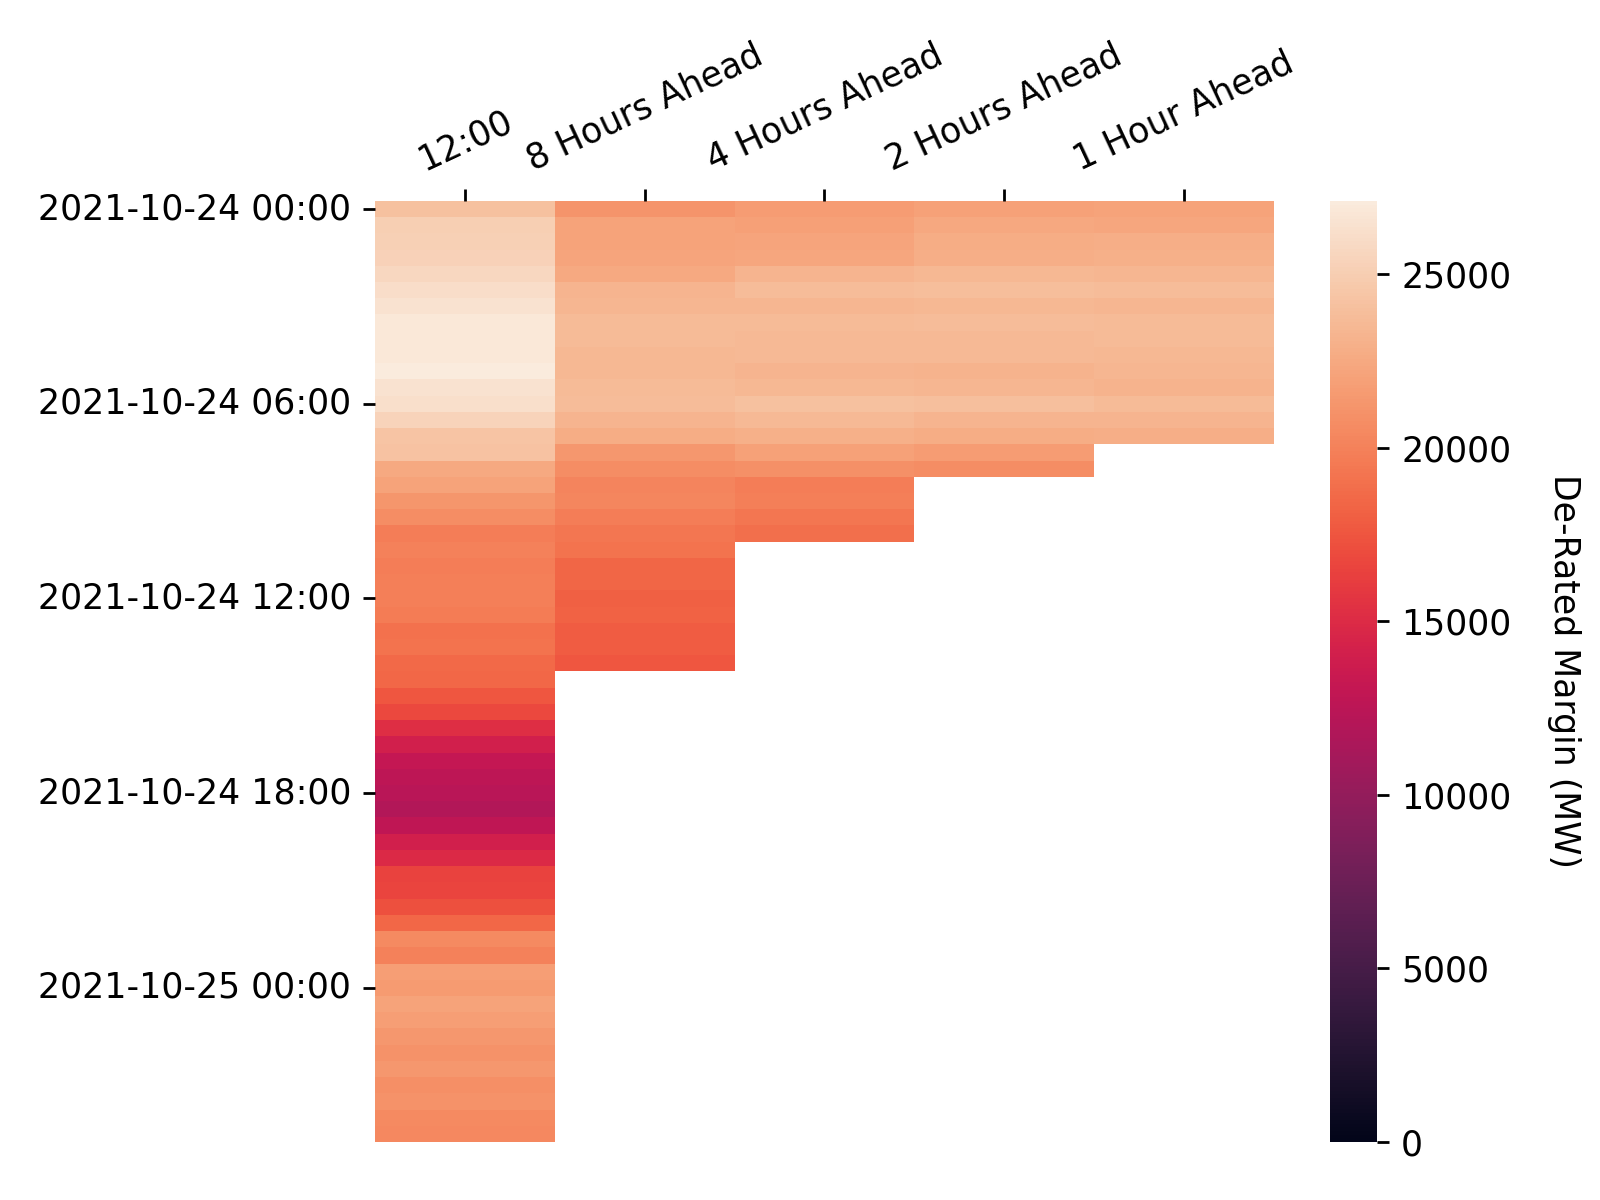 12:00
8 Hours Ahead
4 Hours Ahead
2 Hours Ahead
1 Hour Ahead
2021-10-24 00:00
2021-10-24 06:00
2021-10-24 12:00
2021-10-24 18:00
2021-10-25 00:00
25000
20000
15000
10000
5000
0
De-Rated Margin (MW)